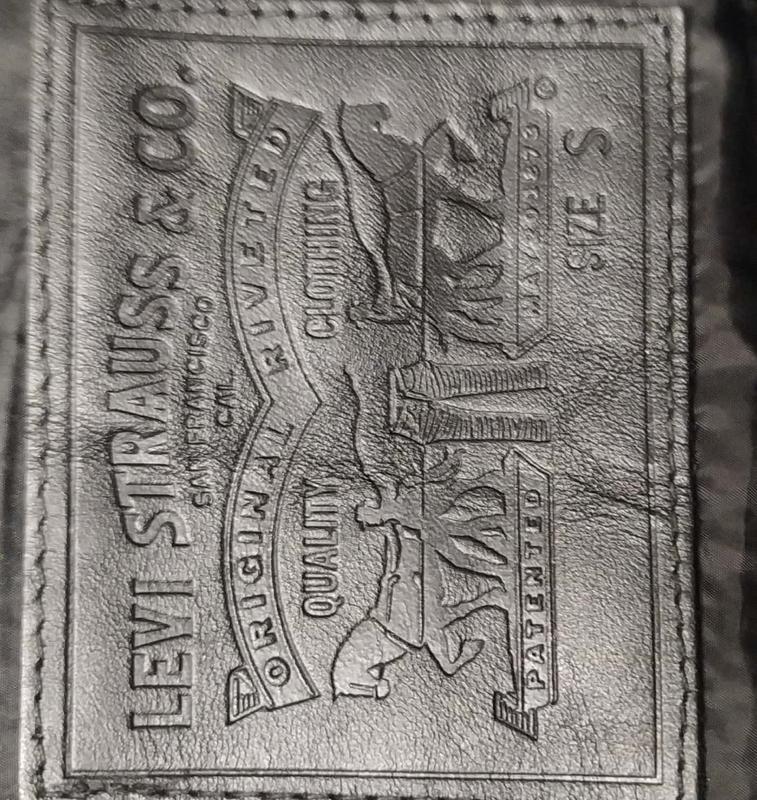 LEVI STRAUSS & CO.
SAN FRANCISCO
CAL.
ORIGINAL RIVETED
QUALITY CLOTHING
PATENTED MAY 20 1873
®
SIZE S